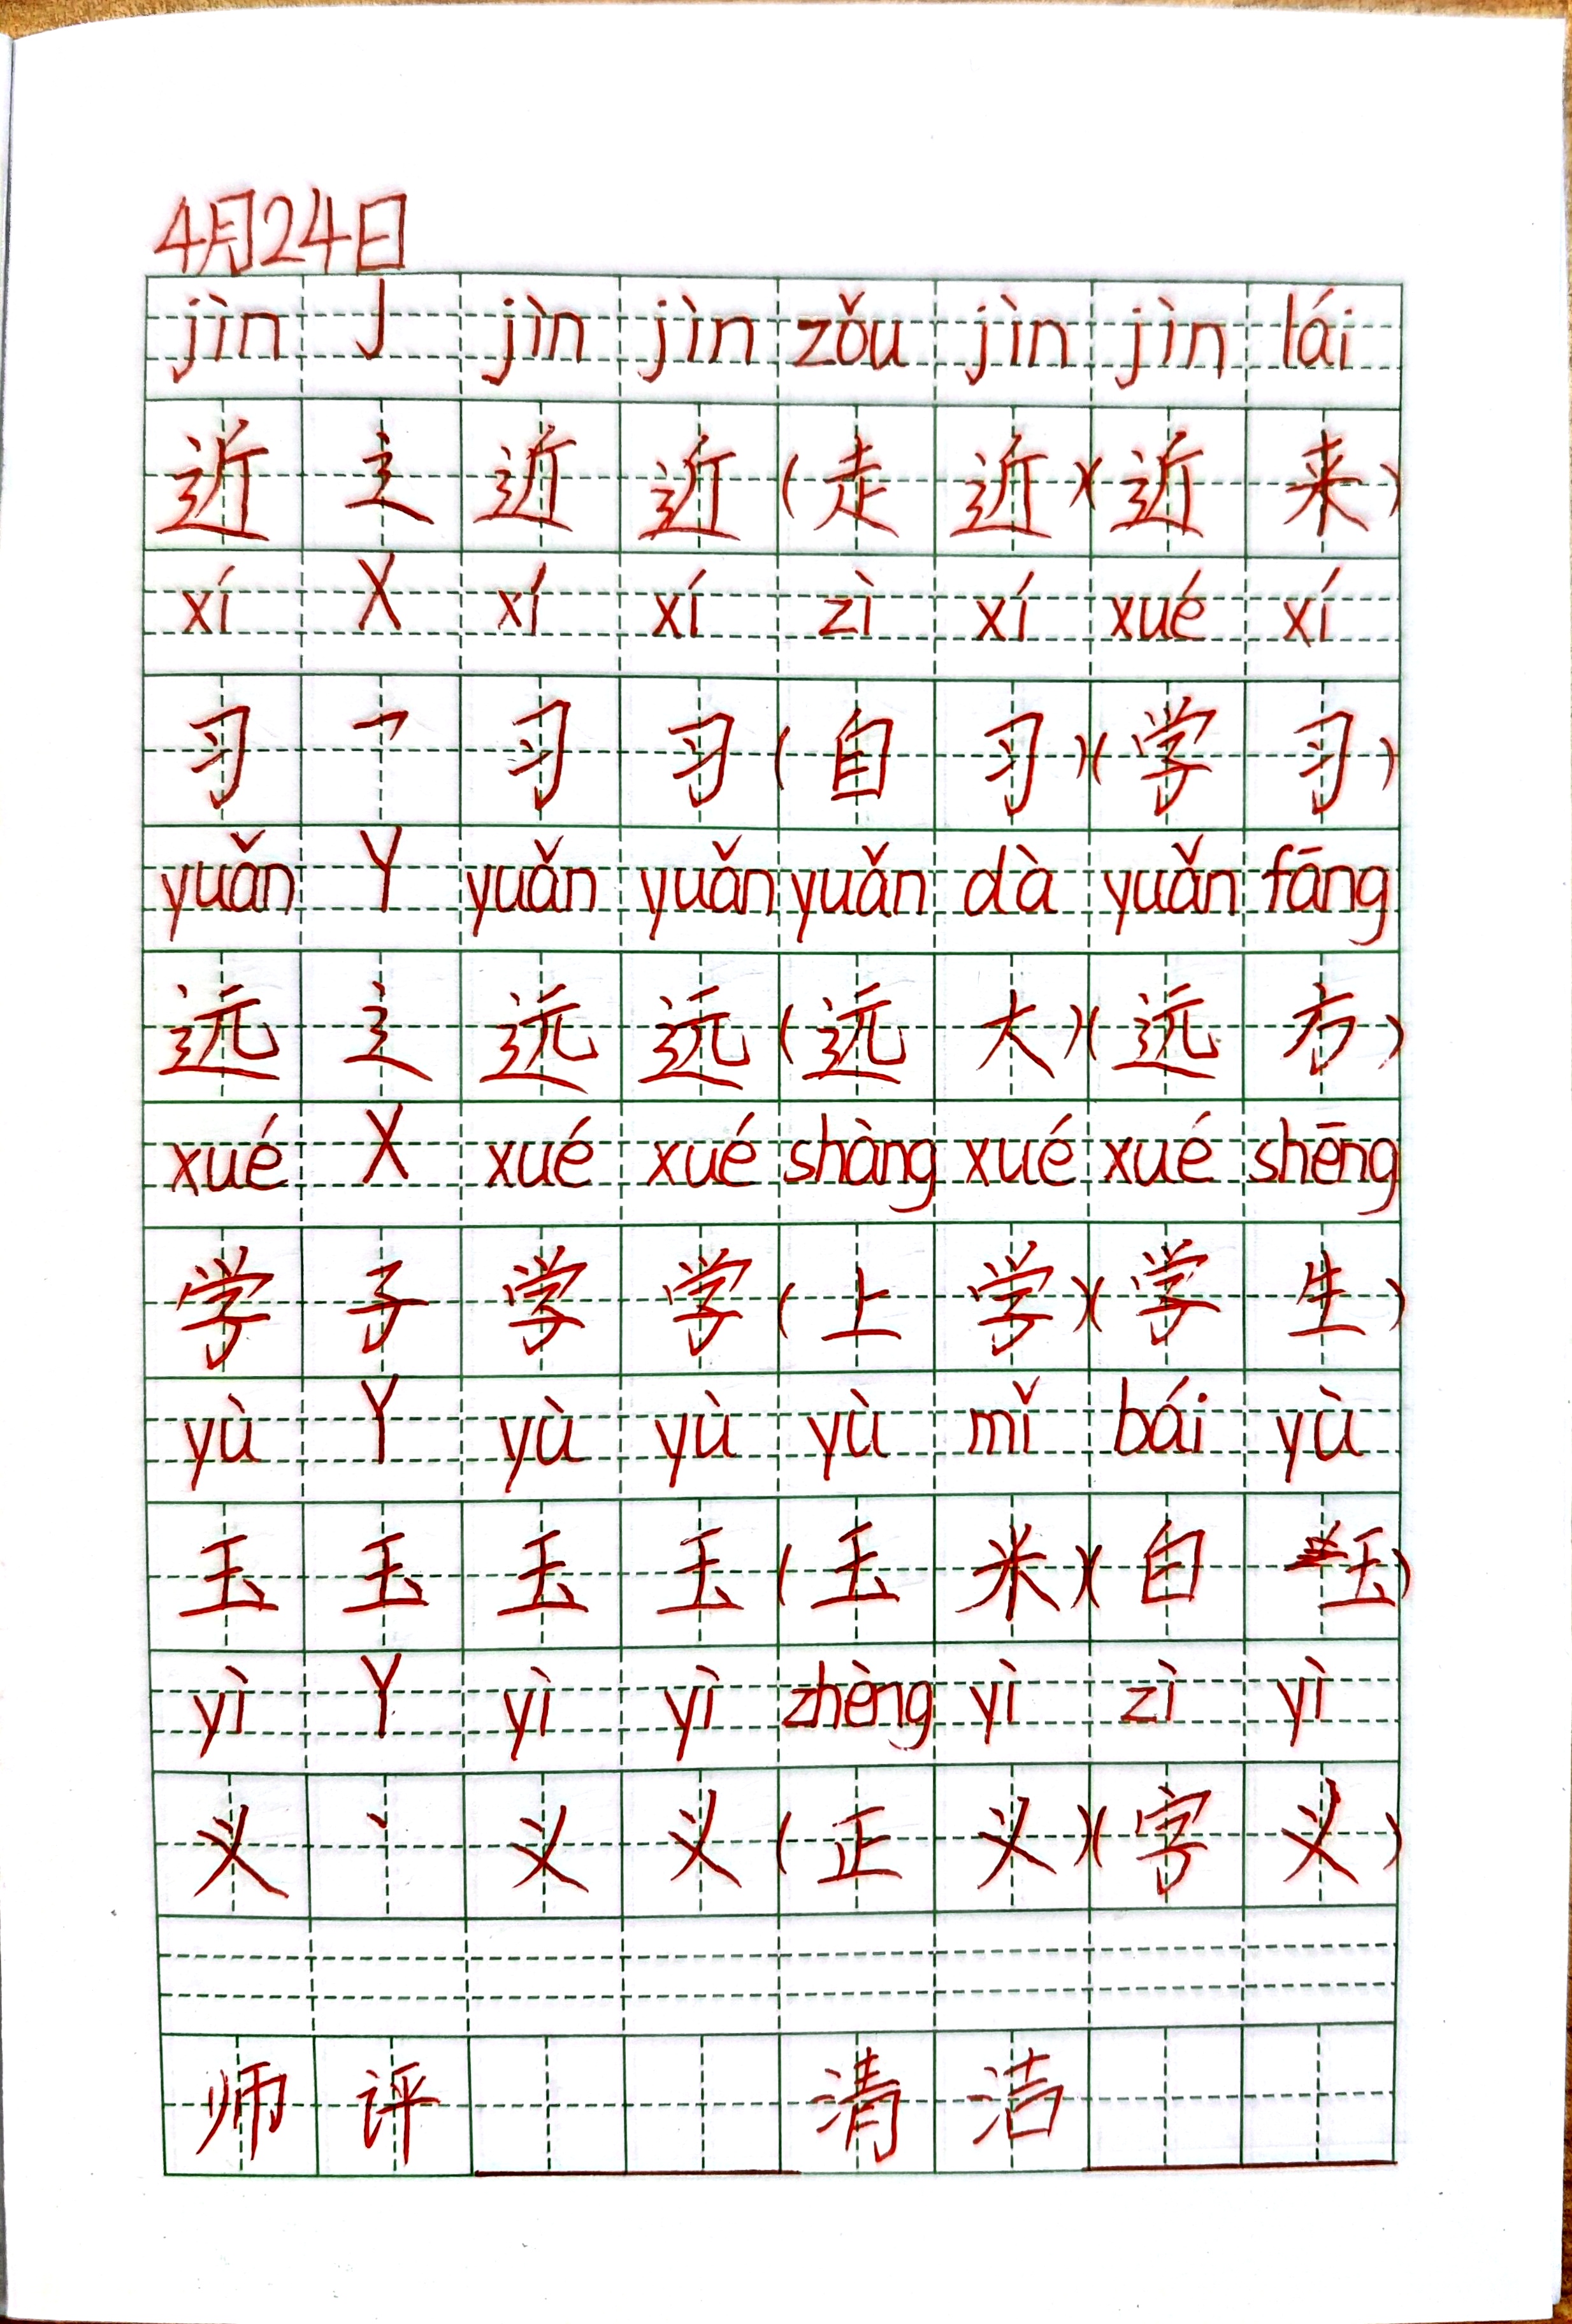 4月24日
jìn J jìn jìn zǒu jìn jìn lái
近 辶 近 近 (走 近)(近 来)
xí X xí xí zì xí xué xí
习 乛 习 习 (自 习)(学 习)
yuǎn Y yuǎn yuǎn yuǎn dà yuǎn fāng
远 辶 远 远 (远 大)(远 方)
xué X xué xué shàng xué xué shēng
学 子 学 学 (上 学)(学 生)
yù Y yù yù yù mǐ bái yù
玉 玉 玉 玉 (玉 米)(白 玉)
yì Y yì yì zhèng yì zì yì
义 丶 义 义 (正 义)(字 义)
师 评 清 洁